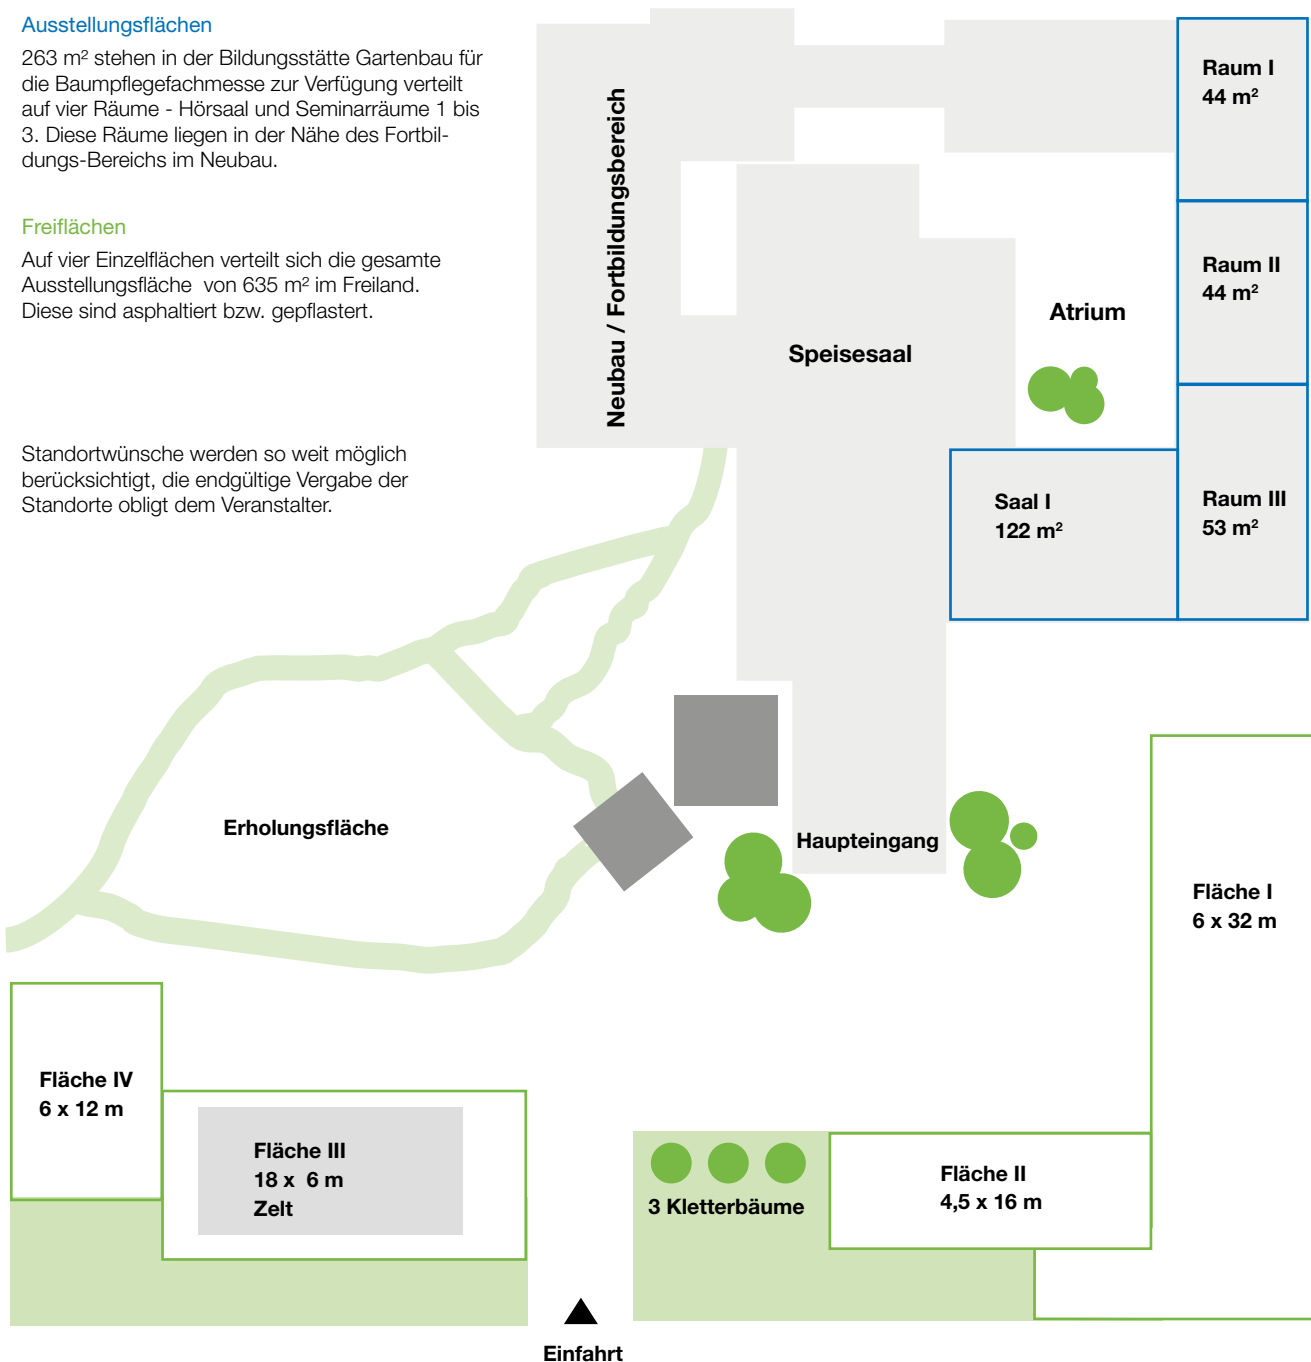 Ausstellungsflächen
263 m² stehen in der Bildungsstätte Gartenbau für
die Baumpflegefachmesse zur Verfügung verteilt
auf vier Räume - Hörsaal und Seminarräume 1 bis
3. Diese Räume liegen in der Nähe des Fortbil-
dungs-Bereichs im Neubau.
Freiflächen
Auf vier Einzelflächen verteilt sich die gesamte
Ausstellungsfläche von 635 m² im Freiland.
Diese sind asphaltiert bzw. gepflastert.
Standortwünsche werden so weit möglich
berücksichtigt, die endgültige Vergabe der
Standorte obligt dem Veranstalter.
Neubau / Fortbildungsbereich
Speisesaal
Atrium
Raum I
44 m²
Raum II
44 m²
Raum III
53 m²
Saal I
122 m²
Erholungsfläche
Haupteingang
Fläche I
6 x 32 m
Fläche IV
6 x 12 m
Fläche III
18 x 6 m
Zelt
3 Kletterbäume
Fläche II
4,5 x 16 m
Einfahrt